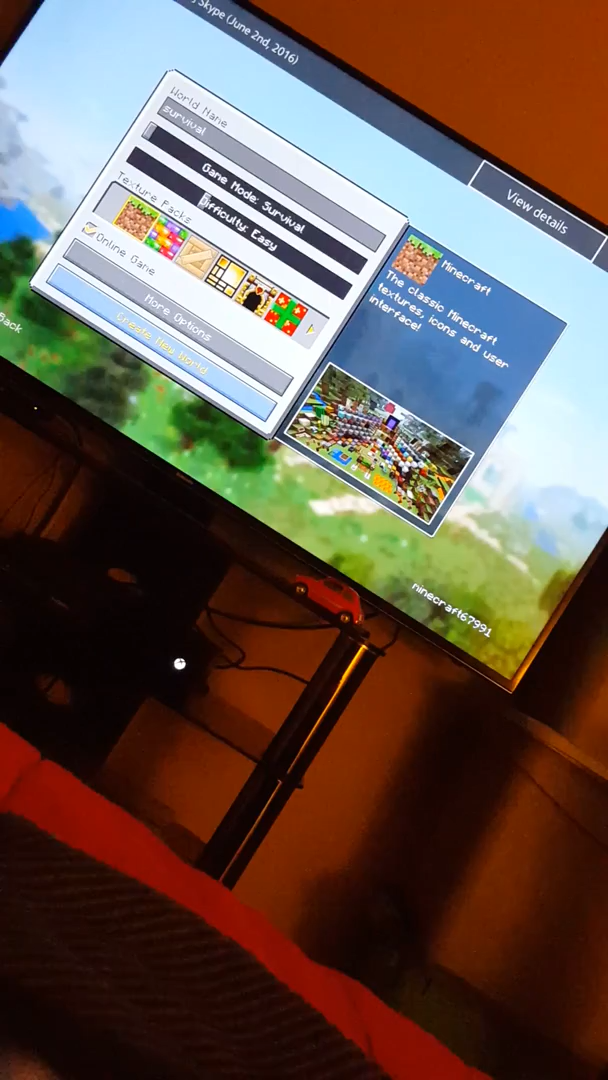 Skype (June 2nd, 2016)
View details
World Name
survival
Game Mode: Survival
Difficulty: Easy
Texture Packs
Online Game
More Options
Create New World
Minecraft
The classic Minecraft
textures, icons and user
interface!
Back
minecraft67991